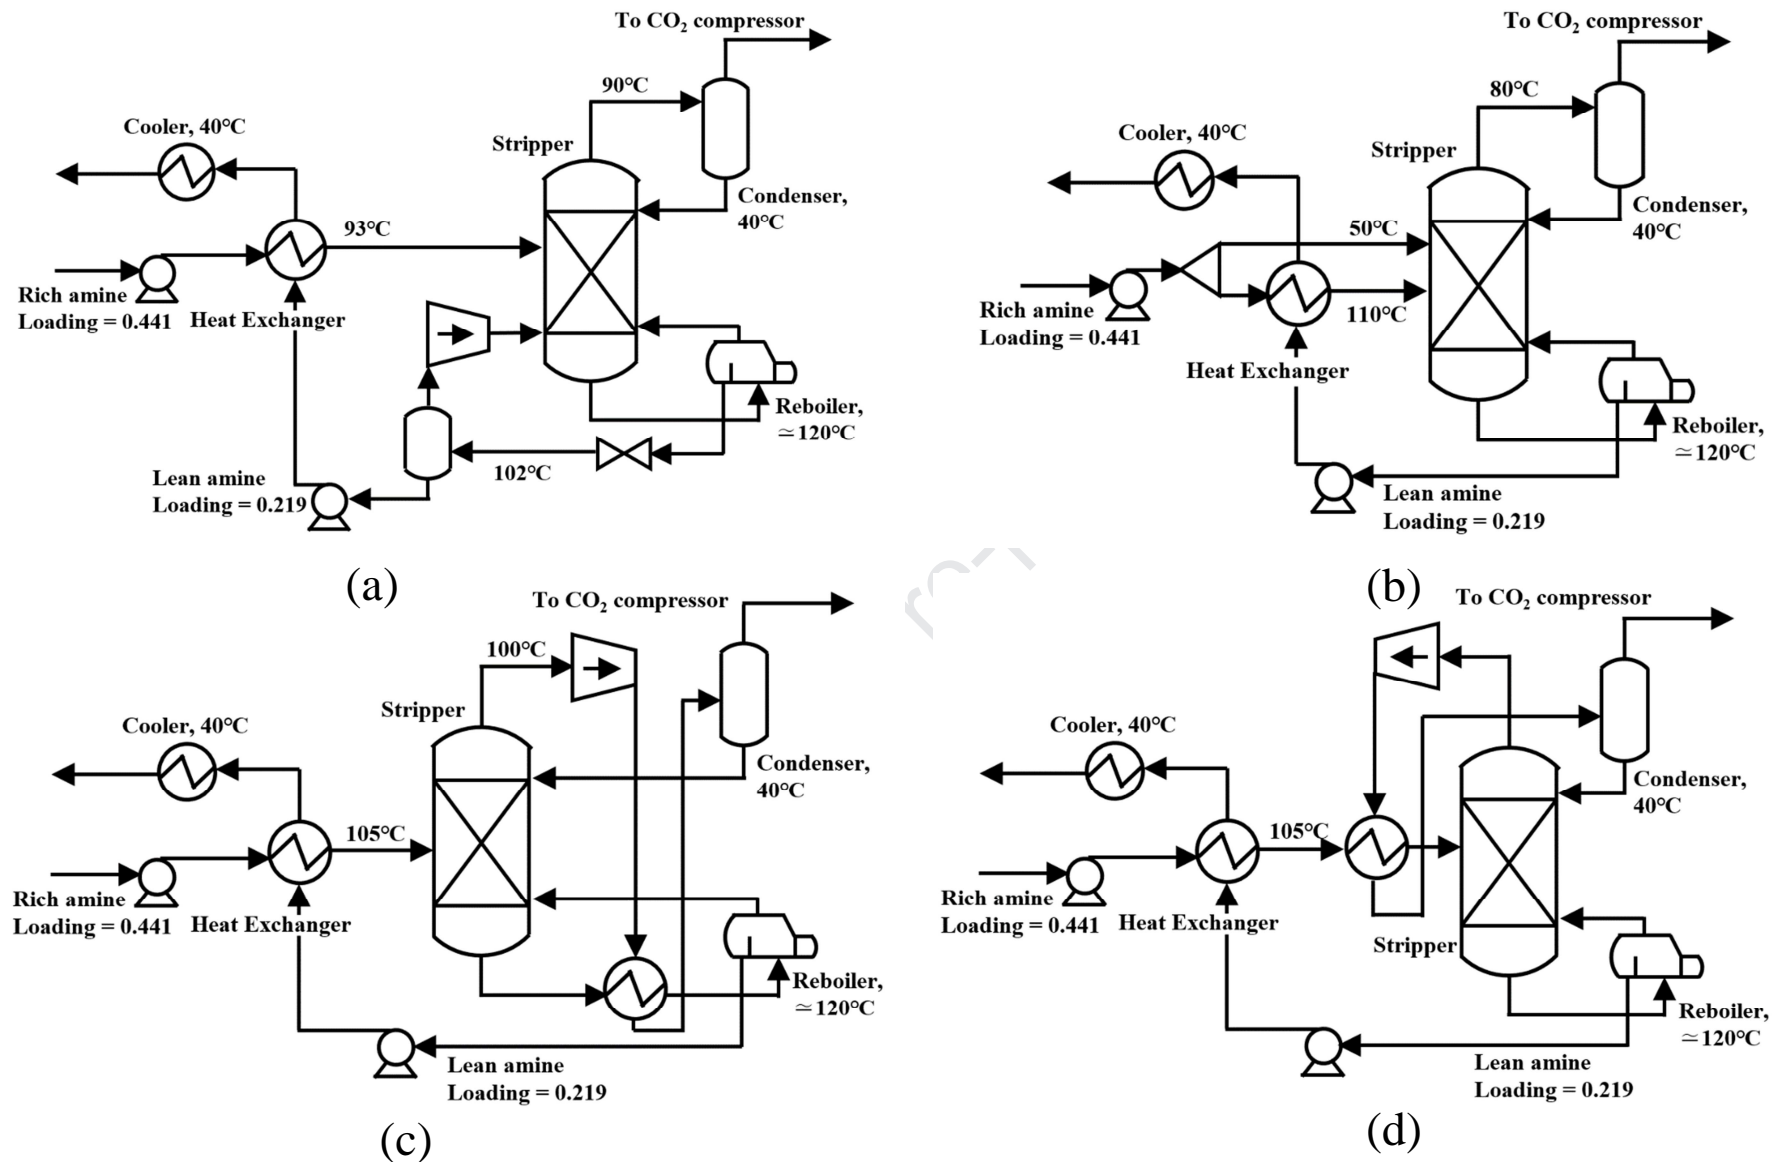 To CO₂ compressor
90℃
Cooler, 40℃
Stripper
Condenser,
40℃
93℃
Rich amine
Loading = 0.441
Heat Exchanger
Reboiler,
≃120℃
102℃
Lean amine
Loading = 0.219
(a)
To CO₂ compressor
80℃
Cooler, 40℃
Stripper
Condenser,
40℃
50℃
Rich amine
Loading = 0.441
110℃
Heat Exchanger
Reboiler,
≃120℃
Lean amine
Loading = 0.219
(b)
To CO₂ compressor
100℃
Stripper
Cooler, 40℃
Condenser,
40℃
105℃
Rich amine
Loading = 0.441
Heat Exchanger
Reboiler,
≃120℃
Lean amine
Loading = 0.219
(c)
To CO₂ compressor
Cooler, 40℃
Condenser,
40℃
105℃
Rich amine
Loading = 0.441
Heat Exchanger
Stripper
Reboiler,
≃120℃
Lean amine
Loading = 0.219
(d)